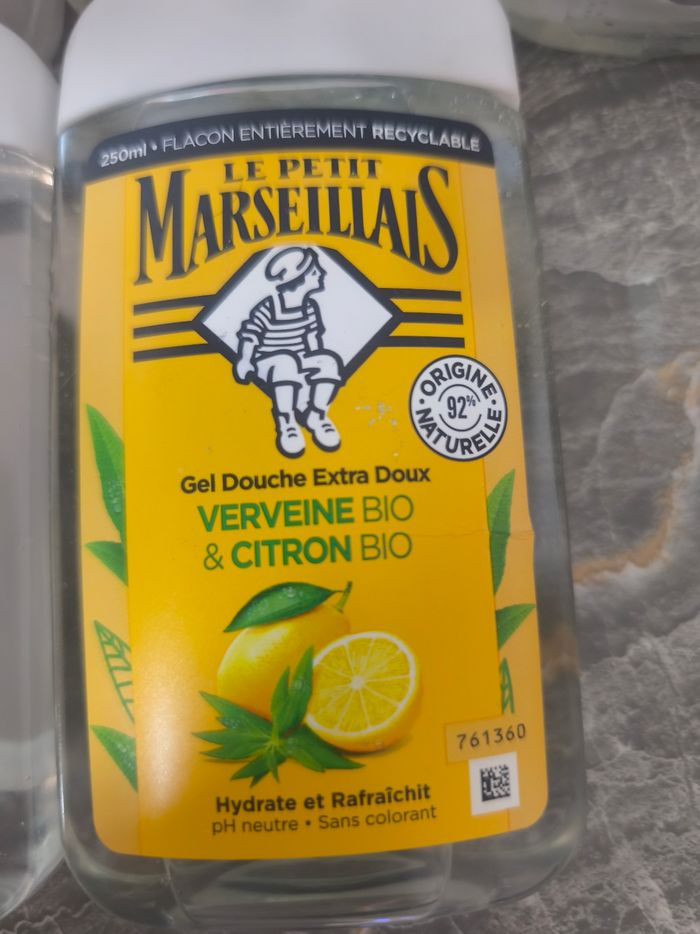 250ml • FLACON ENTIÈREMENT RECYCLABLE
LE PETIT
MARSEILLAIS
ORIGINE
92%
NATURELLE
Gel Douche Extra Doux
VERVEINE BIO
& CITRON BIO
761360
Hydrate et Rafraîchit
pH neutre • Sans colorant